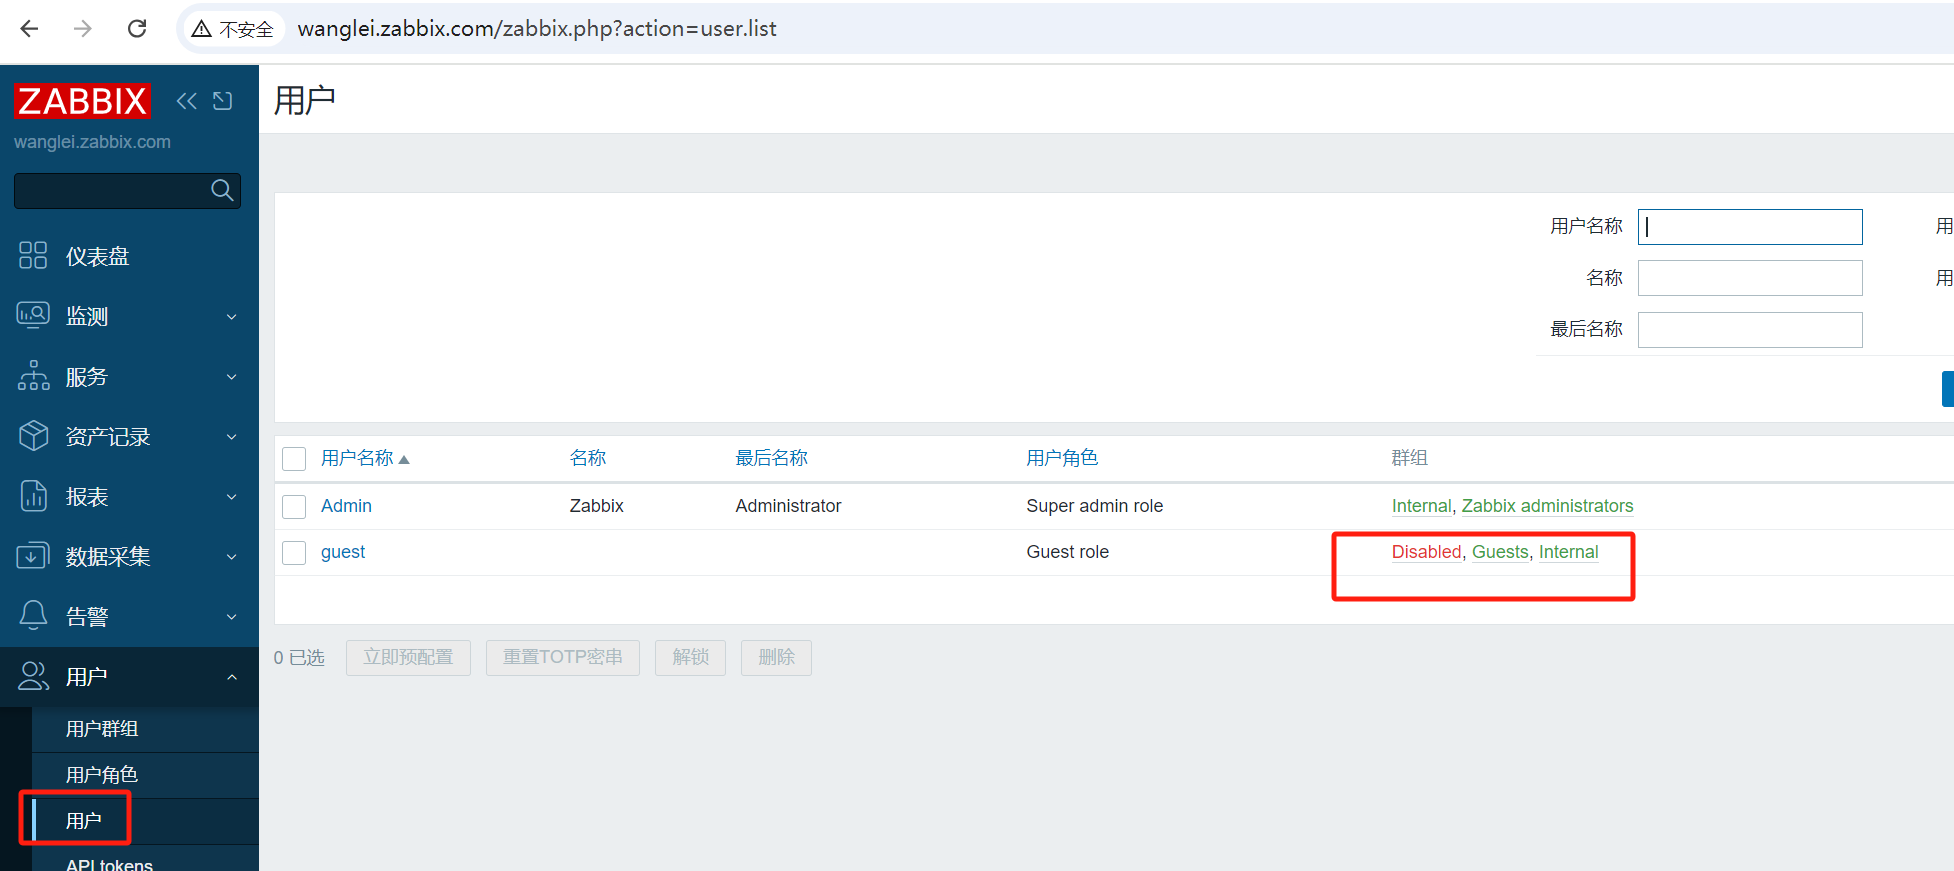 不安全 wanglei.zabbix.com/zabbix.php?action=user.list
ZABBIX
wanglei.zabbix.com
仪表盘
监测
服务
资产记录
报表
数据采集
告警
用户
用户群组
用户角色
用户
API tokens
用户
用户名称 用
名称 用
最后名称
用户名称 名称 最后名称 用户角色 群组
Admin Zabbix Administrator Super admin role Internal, Zabbix administrators
guest Guest role Disabled, Guests, Internal
0 已选 立即预配置 重置TOTP密串 解锁 删除